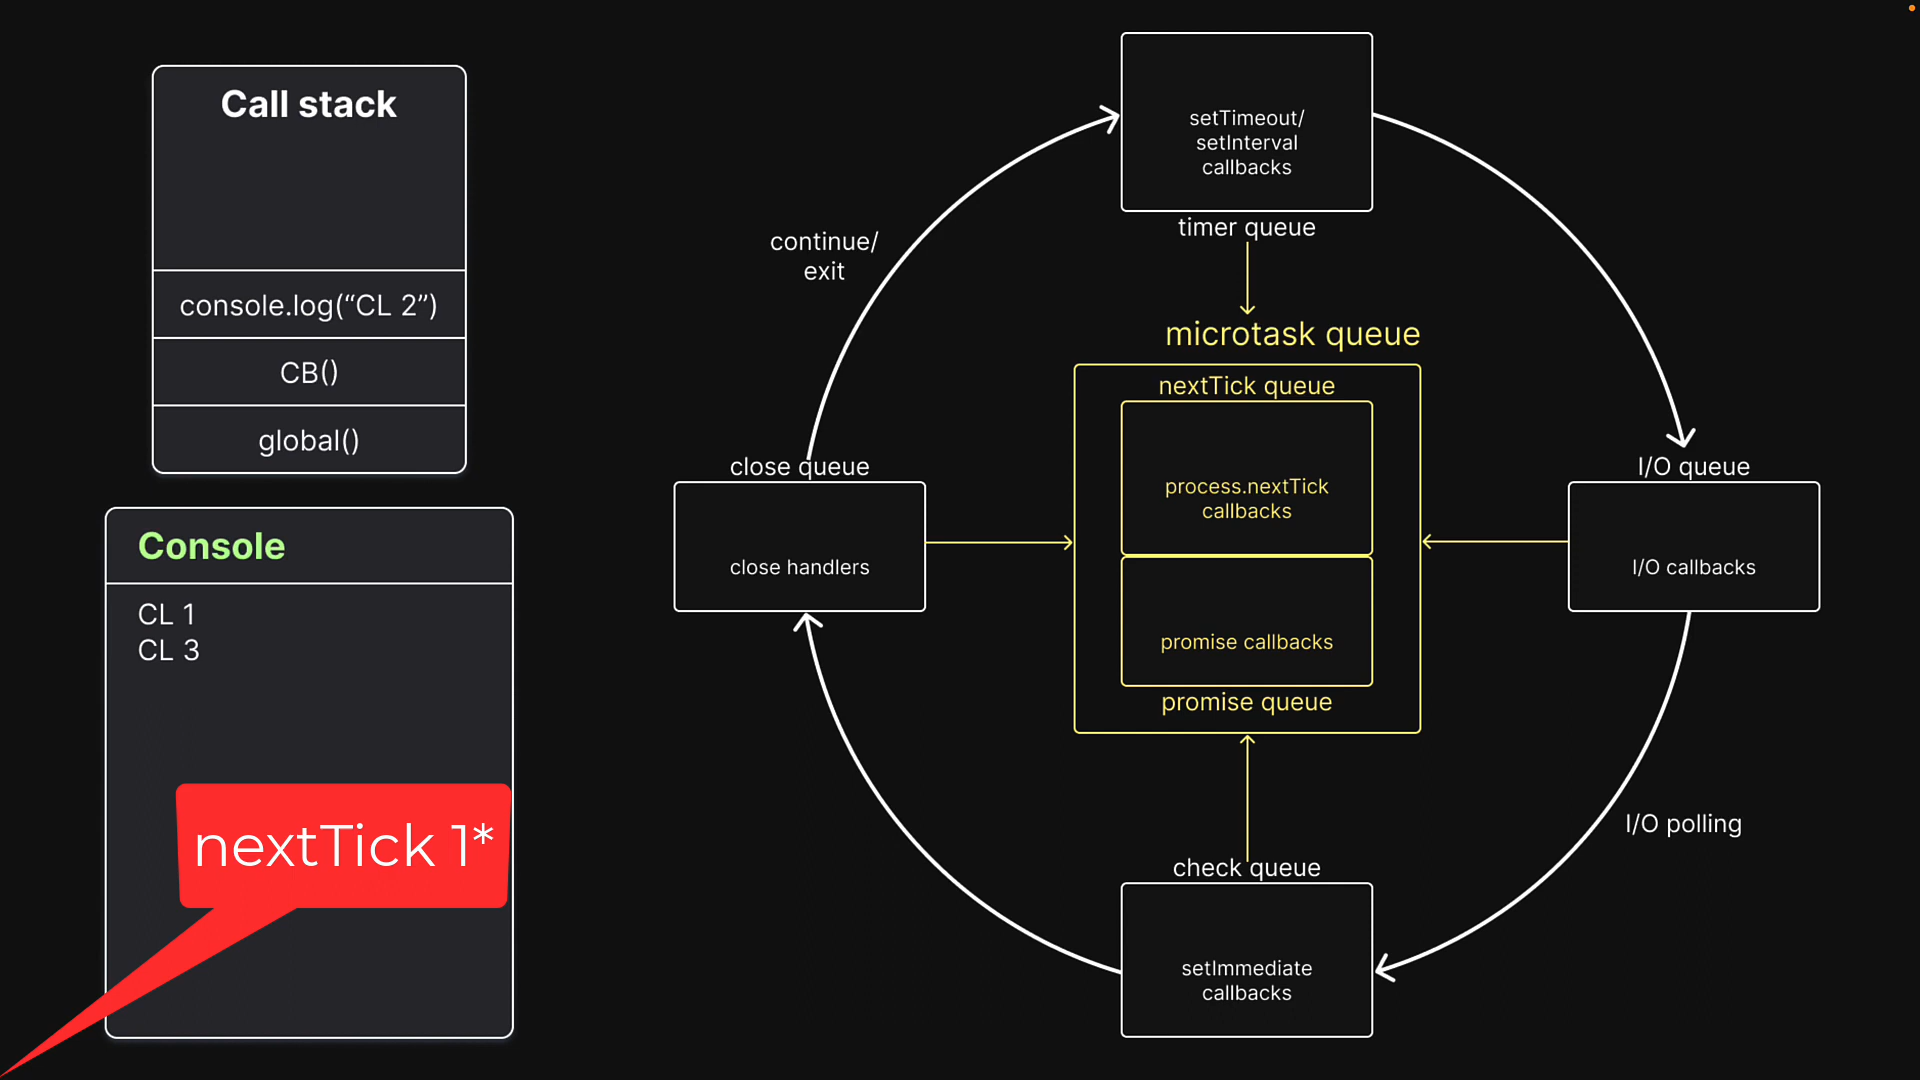 Call stack
console.log(“CL 2”)
CB()
global()
Console
CL 1
CL 3
nextTick 1*
setTimeout/
setInterval
callbacks
timer queue
continue/
exit
microtask queue
nextTick queue
process.nextTick
callbacks
promise callbacks
promise queue
close queue
close handlers
I/O queue
I/O callbacks
I/O polling
check queue
setImmediate
callbacks